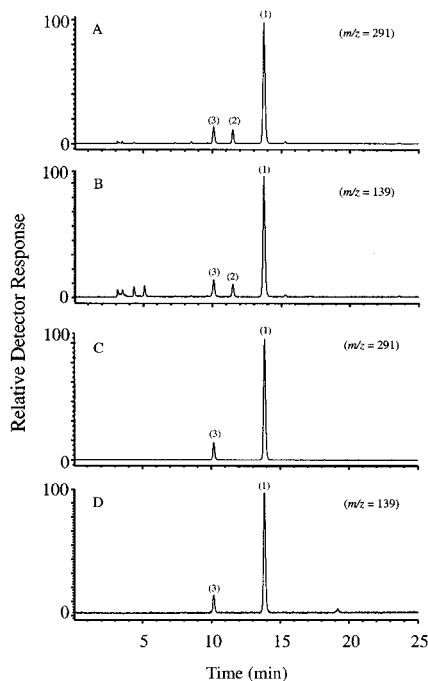 100
A
(1)
(m/z = 291)
(3)
(2)
0
100
B
(1)
(m/z = 139)
(3)
(2)
0
100
C
(1)
(m/z = 291)
(3)
0
100
D
(1)
(m/z = 139)
(3)
0
5
10
15
20
25
Time (min)
Relative Detector Response